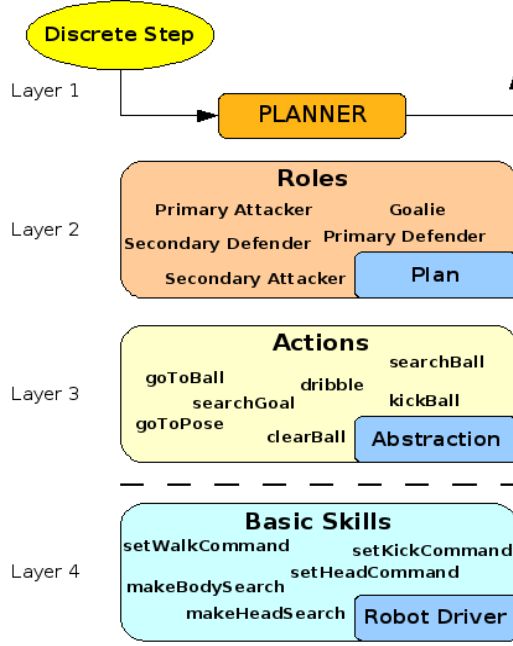 Discrete Step
Layer 1
PLANNER
Roles
Primary Attacker
Goalie
Layer 2
Secondary Defender
Primary Defender
Secondary Attacker
Plan
Actions
searchBall
goToBall
dribble
Layer 3
searchGoal
kickBall
goToPose
clearBall
Abstraction
Basic Skills
setWalkCommand
setKickCommand
Layer 4
setHeadCommand
makeBodySearch
makeHeadSearch
Robot Driver